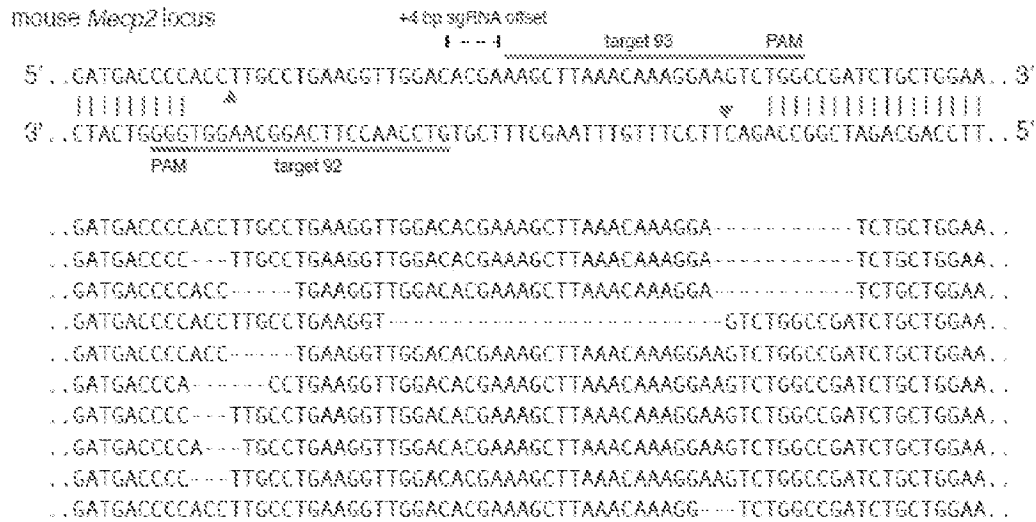 mouse Mecp2 locus
+4 bp sgRNA offset
target 93 PAM
5′ ..GATGACCCCACCTTGCCTGAAGGTTGGACACGAAAGCTTAAACAAAGGAAGTCTGGCCGATCTGCTGGAA.. 3′
3′ ..CTACTGGGGTGGAACGGACTTCCAACCTGTGCTTTCGAATTTGTTTCCTTCAGACCGGCTAGACGACCTT.. 5′
PAM target 92
..GATGACCCCACCTTGCCTGAAGGTTGGACACGAAAGCTTAAACAAAGGA-----------TCTGCTGGAA..
..GATGACCCC---TTGCCTGAAGGTTGGACACGAAAGCTTAAACAAAGGA-----------TCTGCTGGAA..
..GATGACCCCACC-----TGAAGGTTGGACACGAAAGCTTAAACAAAGGA-----------TCTGCTGGAA..
..GATGACCCCACCTTGCCTGAAGGT--------------------------GTCTGGCCGATCTGCTGGAA..
..GATGACCCCACC-----TGAAGGTTGGACACGAAAGCTTAAACAAAGGAAGTCTGGCCGATCTGCTGGAA..
..GATGACCCA------CCTGAAGGTTGGACACGAAAGCTTAAACAAAGGAAGTCTGGCCGATCTGCTGGAA..
..GATGACCCC---TTGCCTGAAGGTTGGACACGAAAGCTTAAACAAAGGAAGTCTGGCCGATCTGCTGGAA..
..GATGACCCCA---TGCCTGAAGGTTGGACACGAAAGCTTAAACAAAGGAAGTCTGGCCGATCTGCTGGAA..
..GATGACCCC---TTGCCTGAAGGTTGGACACGAAAGCTTAAACAAAGGAAGTCTGGCCGATCTGCTGGAA..
..GATGACCCCACCTTGCCTGAAGGTTGGACACGAAAGCTTAAACAAAGG---TCTGGCCGATCTGCTGGAA..